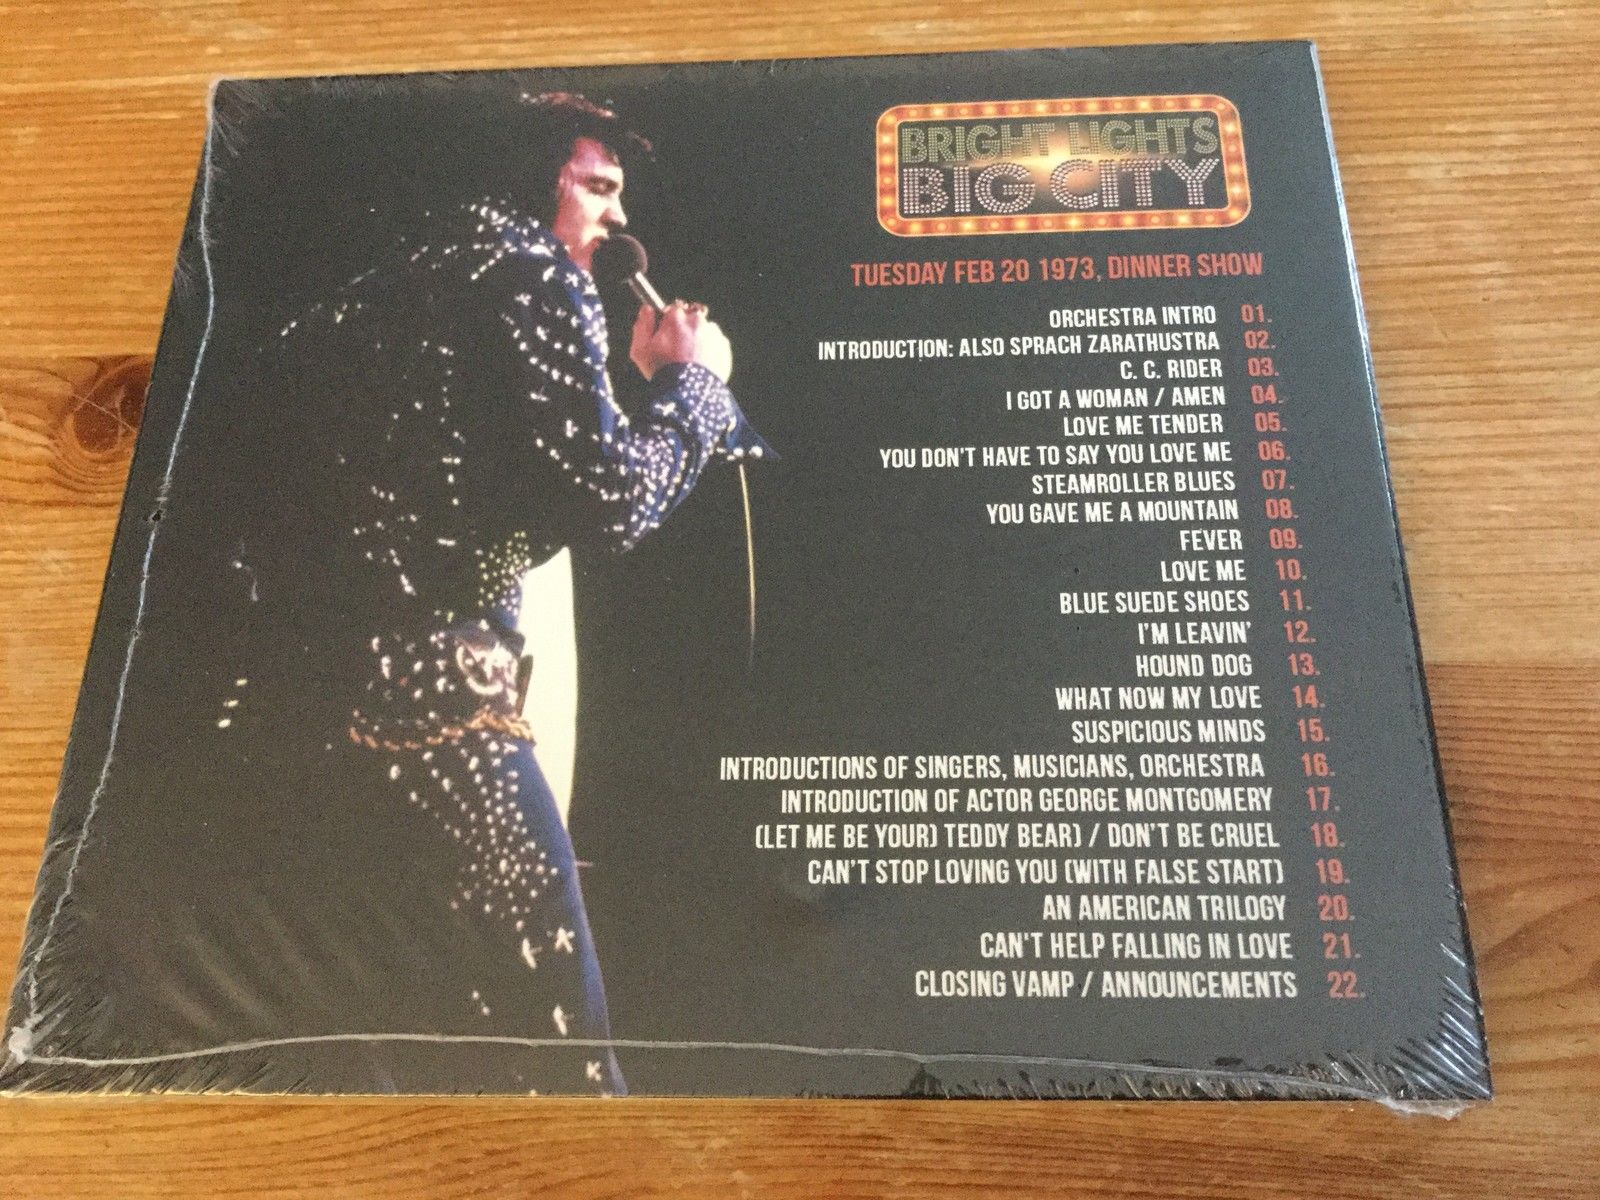 BRIGHT LIGHTS
BIG CITY
TUESDAY FEB 20 1973, DINNER SHOW
ORCHESTRA INTRO 01.
INTRODUCTION: ALSO SPRACH ZARATHUSTRA 02.
C. C. RIDER 03.
I GOT A WOMAN / AMEN 04.
LOVE ME TENDER 05.
YOU DON'T HAVE TO SAY YOU LOVE ME 06.
STEAMROLLER BLUES 07.
YOU GAVE ME A MOUNTAIN 08.
FEVER 09.
LOVE ME 10.
BLUE SUEDE SHOES 11.
I'M LEAVIN' 12.
HOUND DOG 13.
WHAT NOW MY LOVE 14.
SUSPICIOUS MINDS 15.
INTRODUCTIONS OF SINGERS, MUSICIANS, ORCHESTRA 16.
INTRODUCTION OF ACTOR GEORGE MONTGOMERY 17.
(LET ME BE YOUR) TEDDY BEAR) / DON'T BE CRUEL 18.
CAN'T STOP LOVING YOU (WITH FALSE START) 19.
AN AMERICAN TRILOGY 20.
CAN'T HELP FALLING IN LOVE 21.
CLOSING VAMP / ANNOUNCEMENTS 22.